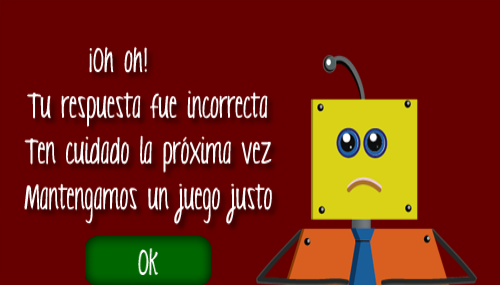 ¡Oh oh!
Tu respuesta fue incorrecta
Ten cuidado la próxima vez
Mantengamos un juego justo
OK